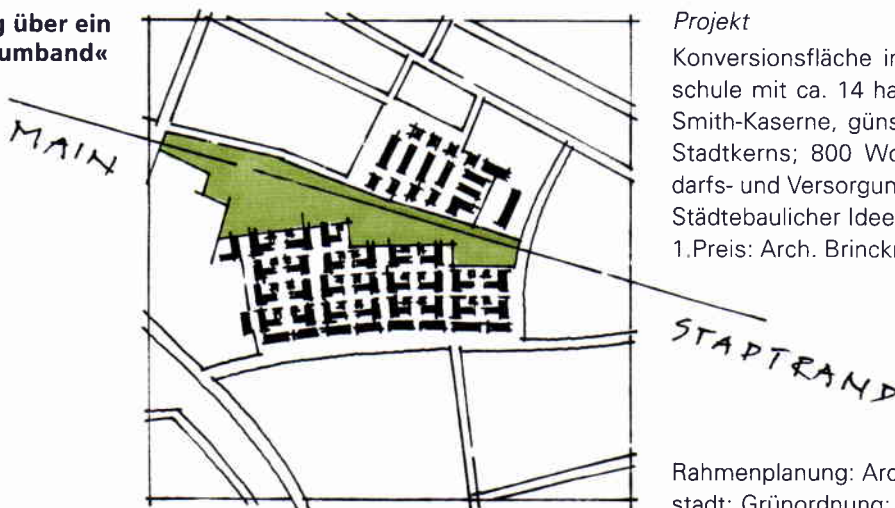 g über ein
umband«
MAIN
STADTRAND
Projekt
Konversionsfläche in
schule mit ca. 14 ha
Smith-Kaserne, güns
Stadtkerns; 800 Wo
darfs- und Versorgun
Städtebaulicher Idee
1.Preis: Arch. Brinck
Rahmenplanung: Arc
stadt; Grünordnung: